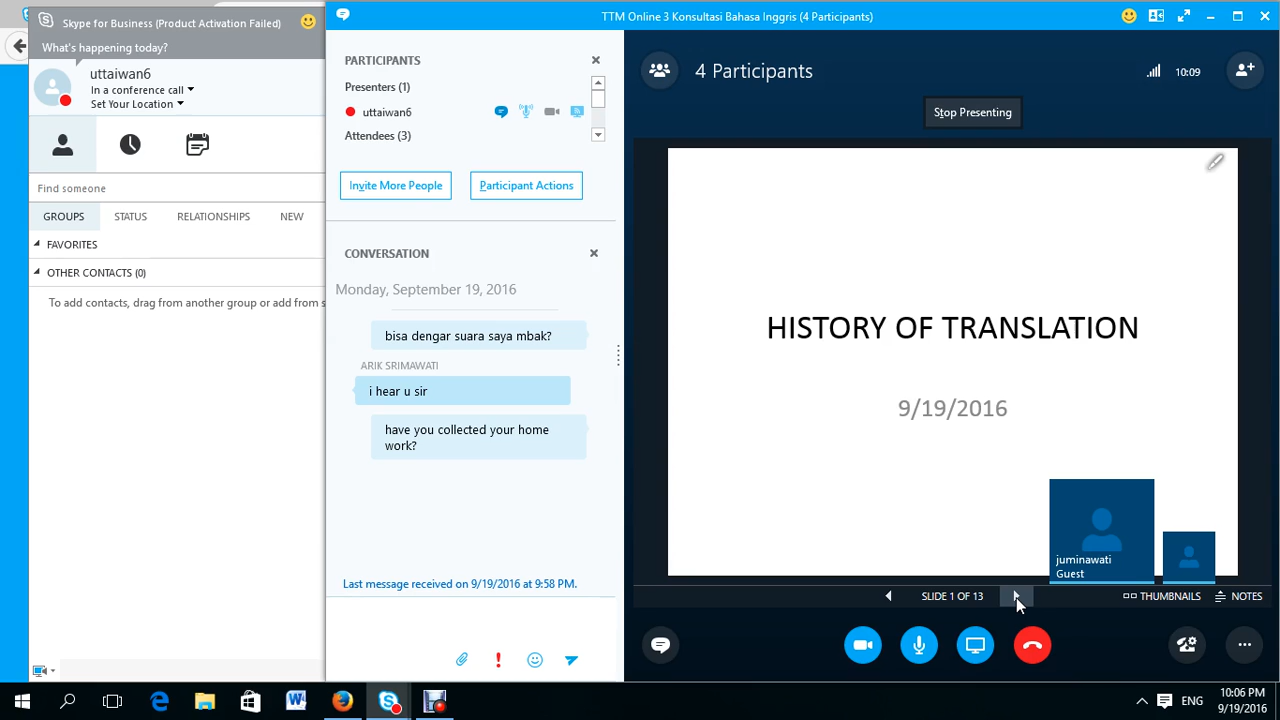 Skype for Business (Product Activation Failed)
What's happening today?
uttaiwan6
In a conference call
Set Your Location
Find someone
GROUPS
STATUS
RELATIONSHIPS
NEW
FAVORITES
OTHER CONTACTS (0)
To add contacts, drag from another group or add from s
TTM Online 3 Konsultasi Bahasa Inggris (4 Participants)
PARTICIPANTS
Presenters (1)
uttaiwan6
Attendees (3)
Invite More People
Participant Actions
CONVERSATION
Monday, September 19, 2016
bisa dengar suara saya mbak?
ARIK SRIMAWATI
i hear u sir
have you collected your home
work?
Last message received on 9/19/2016 at 9:58 PM.
4 Participants
10:09
Stop Presenting
HISTORY OF TRANSLATION
9/19/2016
juminawati
Guest
SLIDE 1 OF 13
THUMBNAILS
NOTES
ENG
10:06 PM
9/19/2016